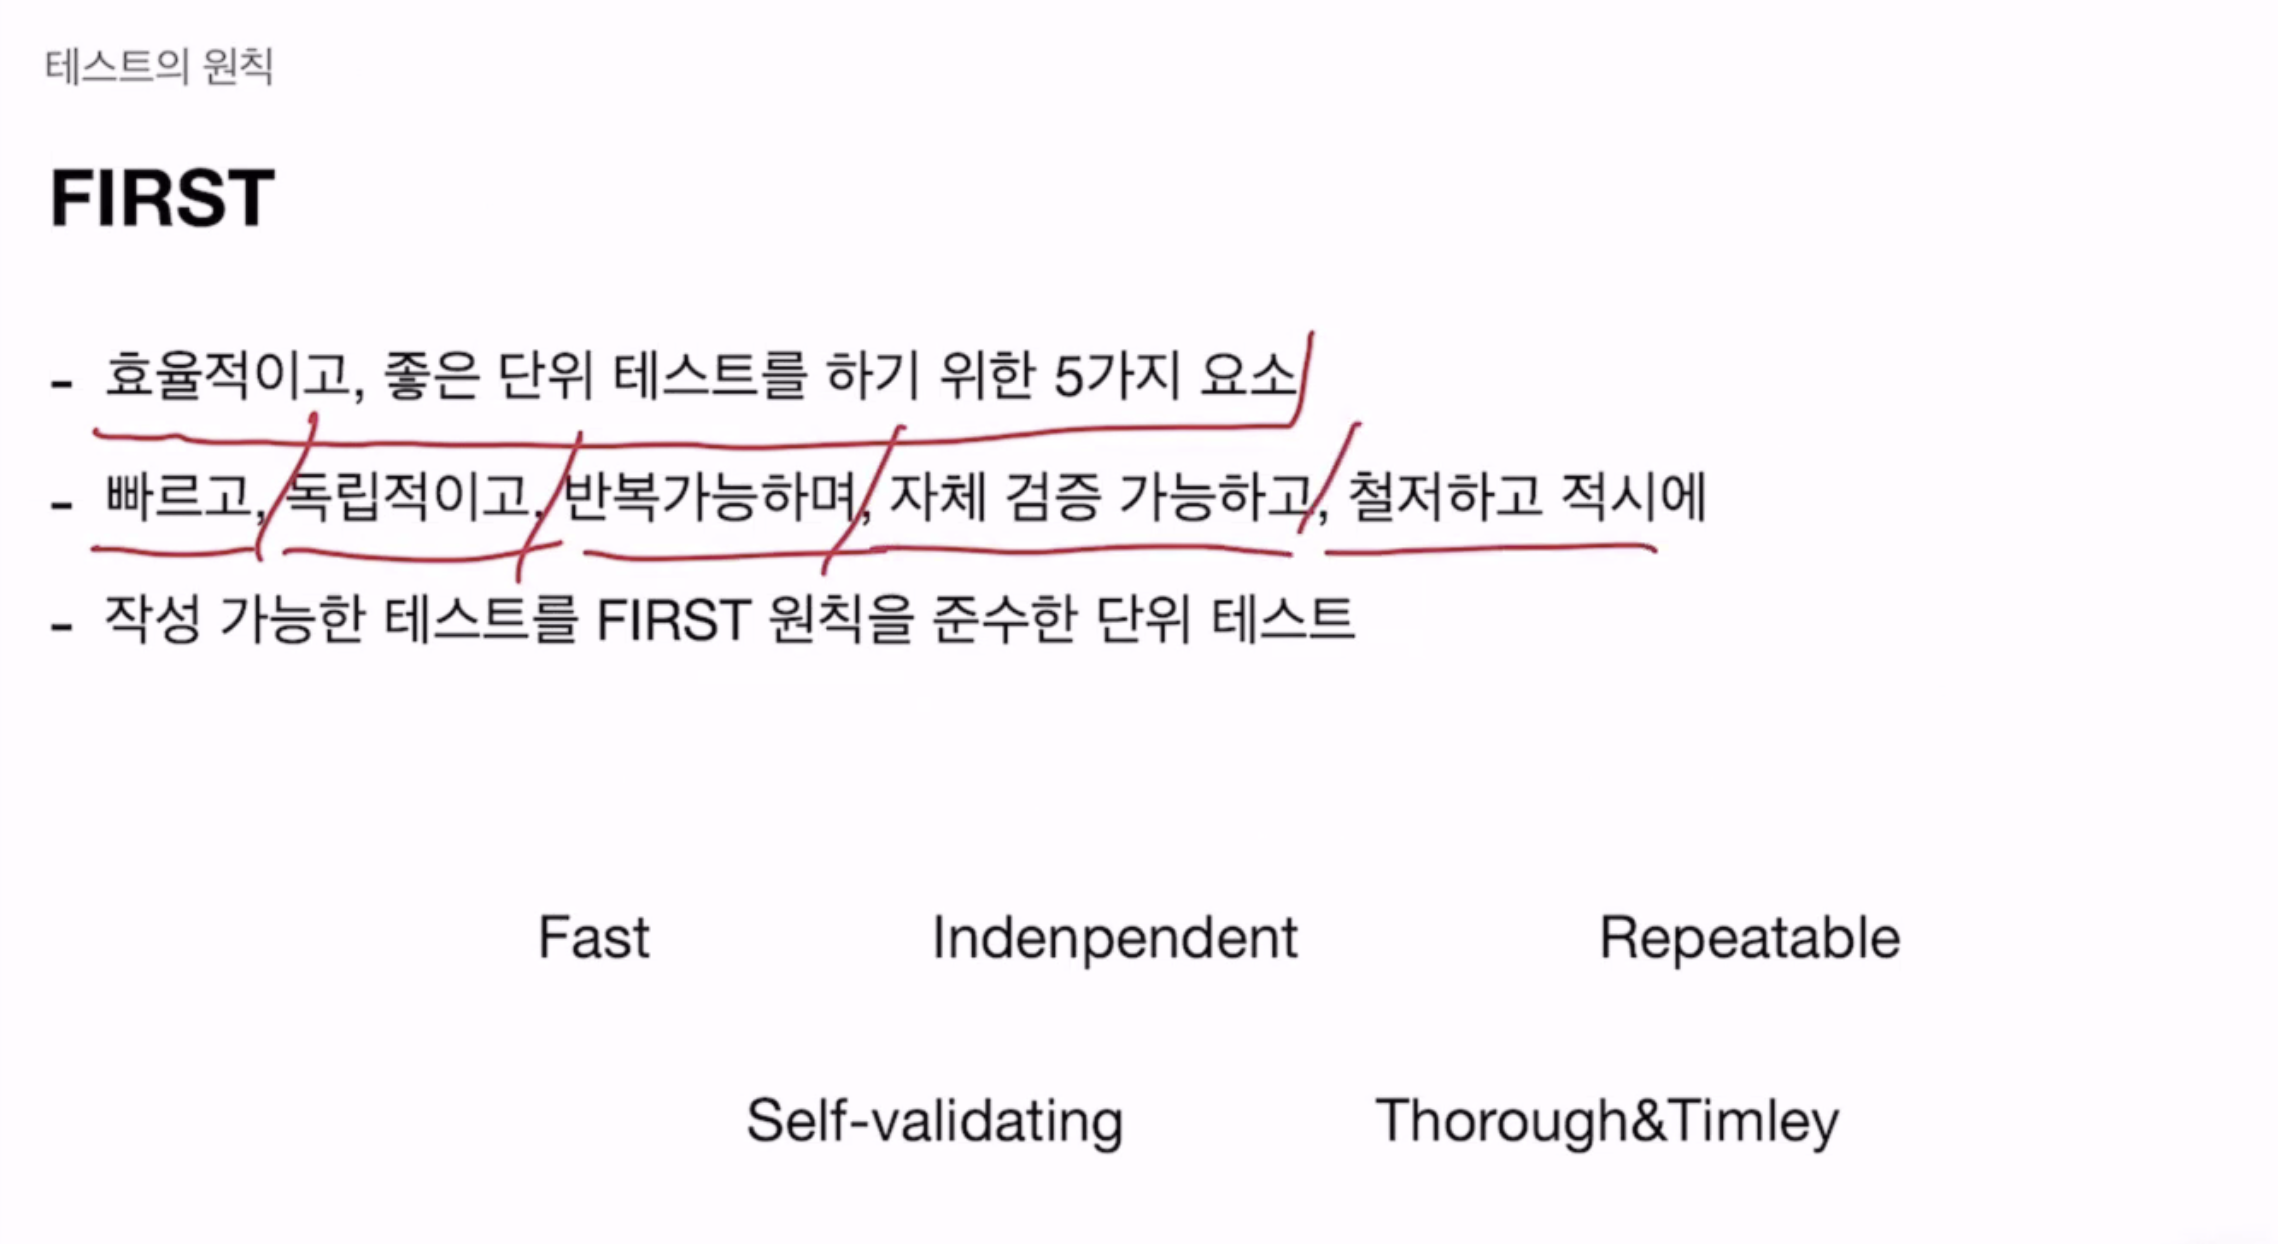 테스트의 원칙
FIRST
- 효율적이고, 좋은 단위 테스트를 하기 위한 5가지 요소
- 빠르고, 독립적이고, 반복가능하며, 자체 검증 가능하고, 철저하고 적시에
- 작성 가능한 테스트를 FIRST 원칙을 준수한 단위 테스트
Fast Indenpendent Repeatable
Self-validating Thorough&Timley